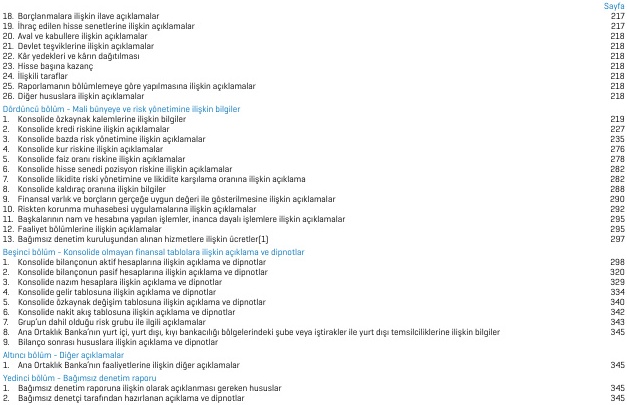 Sayfa
18. Borçlanmalara ilişkin ilave açıklamalar 217
19. İhraç edilen hisse senetlerine ilişkin açıklamalar 217
20. Aval ve kabullere ilişkin açıklamalar 218
21. Devlet teşviklerine ilişkin açıklamalar 218
22. Kâr yedekleri ve kârın dağıtılması 218
23. Hisse başına kazanç 218
24. İlişkili taraflar 218
25. Raporlamanın bölümlemeye göre yapılmasına ilişkin açıklamalar 218
26. Diğer hususlara ilişkin açıklamalar 218
Dördüncü bölüm - Mali bünyeye ve risk yönetimine ilişkin bilgiler
1. Konsolide özkaynak kalemlerine ilişkin bilgiler 219
2. Konsolide kredi riskine ilişkin açıklamalar 227
3. Konsolide bazda risk yönetimine ilişkin açıklamalar 235
4. Konsolide kur riskine ilişkin açıklamalar 276
5. Konsolide faiz oranı riskine ilişkin açıklamalar 278
6. Konsolide hisse senedi pozisyon riskine ilişkin açıklamalar 282
7. Konsolide likidite riski yönetimine ve likidite karşılama oranına ilişkin açıklama 282
8. Konsolide kaldıraç oranına ilişkin bilgiler 288
9. Finansal varlık ve borçların gerçeğe uygun değeri ile gösterilmesine ilişkin açıklamalar 290
10. Riskten korunma muhasebesi uygulamalarına ilişkin açıklamalar 292
11. Başkalarının nam ve hesabına yapılan işlemler, inanca dayalı işlemlere ilişkin açıklamalar 295
12. Faaliyet bölümlerine ilişkin açıklamalar 295
13. Bağımsız denetim kuruluşundan alınan hizmetlere ilişkin ücretler(1) 297
Beşinci bölüm - Konsolide olmayan finansal tablolara ilişkin açıklama ve dipnotlar
1. Konsolide bilançonun aktif hesaplarına ilişkin açıklama ve dipnotlar 298
2. Konsolide bilançonun pasif hesaplarına ilişkin açıklama ve dipnotlar 320
3. Konsolide nazım hesaplara ilişkin açıklama ve dipnotlar 329
4. Konsolide gelir tablosuna ilişkin açıklama ve dipnotlar 334
5. Konsolide özkaynak değişim tablosuna ilişkin açıklama ve dipnotlar 340
6. Konsolide nakit akış tablosuna ilişkin açıklama ve dipnotlar 342
7. Grup'un dahil olduğu risk grubu ile ilgili açıklamalar 343
8. Ana Ortaklık Banka'nın yurt içi, yurt dışı, kıyı bankacılığı bölgelerindeki şube veya iştirakler ile yurt dışı temsilciliklerine ilişkin bilgiler 345
9. Bilanço sonrası hususlara ilişkin açıklama ve dipnotlar
Altıncı bölüm - Diğer açıklamalar
1. Ana Ortaklık Banka'nın faaliyetlerine ilişkin diğer açıklamalar 345
Yedinci bölüm - Bağımsız denetim raporu
1. Bağımsız denetim raporuna ilişkin olarak açıklanması gereken hususlar 345
2. Bağımsız denetçi tarafından hazırlanan açıklama ve dipnotlar 345